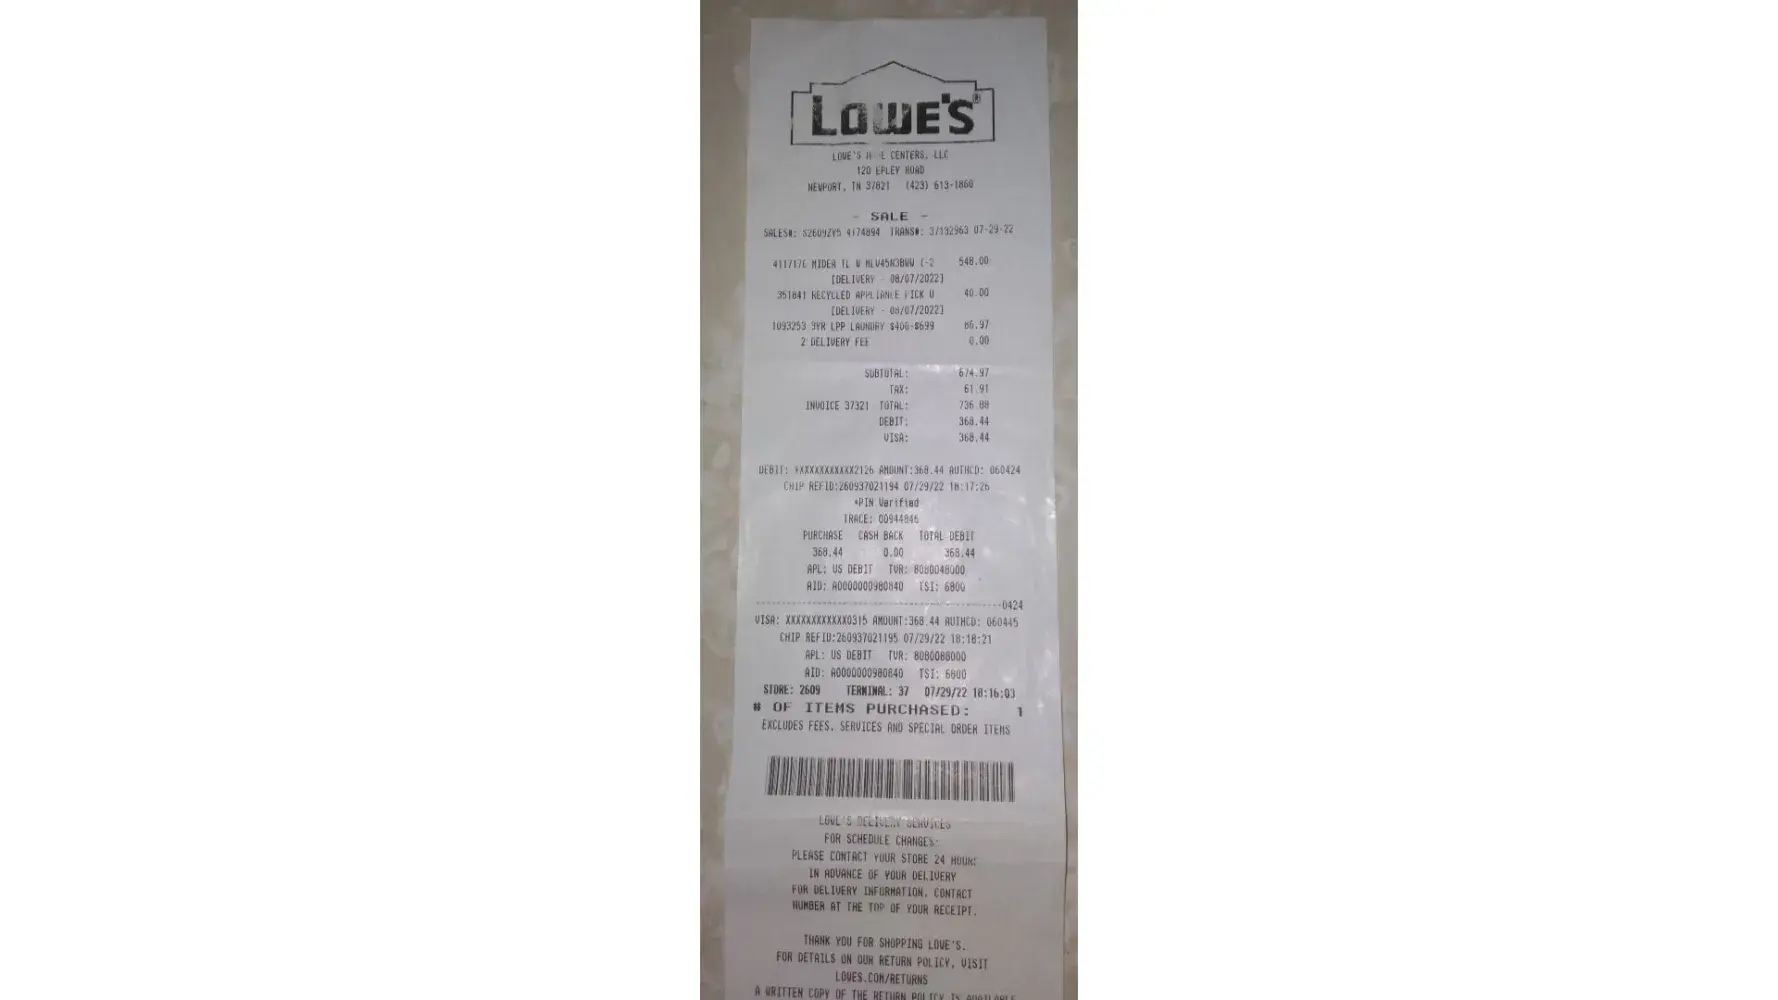 LOWE'S
LOWE'S CENTERS, LLC
120 EPLEY ROAD
NEWPORT, TN 37821 (423) 613-1860
- SALE -
SALES#: 4174894 TRANS#: 37132963 07-29-22
MIDEA TL W 548.00
[DELIVERY - 08/07/2022]
351841 RECYCLED APPLIANCE PICK U 40.00
[DELIVERY - 08/07/2022]
1093253 3YR LPP LAUNDRY $400-$699 86.97
2 DELIVERY FEE 0.00
SUBTOTAL: 674.97
TAX: 61.91
INVOICE 37321 TOTAL: 736.88
DEBIT: 368.44
VISA: 368.44
DEBIT: XXXXXXXXXXXX2126 AMOUNT:368.44 AUTHCD: 060424
CHIP REFID:260937021194 07/29/22 18:17:26
*PIN Verified
TRACE: 00944846
PURCHASE CASH BACK TOTAL DEBIT
368.44 0.00 368.44
APL: US DEBIT TVR: 8080048000
AID: A0000000980840 TSI: 6800
0424
VISA: XXXXXXXXXXXX0315 AMOUNT:368.44 AUTHCD: 060445
CHIP REFID:260937021195 07/29/22 18:18:21
APL: US DEBIT TVR: 8080088000
AID: A0000000980840 TSI: 6800
STORE: 2609 TERMINAL: 37 07/29/22 18:16:03
# OF ITEMS PURCHASED: 1
EXCLUDES FEES, SERVICES AND SPECIAL ORDER ITEMS
LOWE'S DELIVERY SERVICES
FOR SCHEDULE CHANGES:
PLEASE CONTACT YOUR STORE 24 HOURS
IN ADVANCE OF YOUR DELIVERY
FOR DELIVERY INFORMATION, CONTACT
NUMBER AT THE TOP OF YOUR RECEIPT.
THANK YOU FOR SHOPPING LOWE'S.
FOR DETAILS ON OUR RETURN POLICY, VISIT
LOWES.COM/RETURNS
A WRITTEN COPY OF THE RETURN POLICY IS AVAILABLE